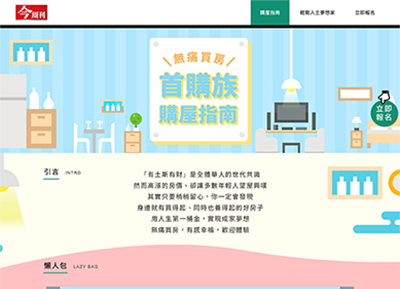 今周刊
購屋指南
輕鬆入主夢想家
立即報名
無痛買房
首購族
購屋指南
立即
報名
引言 INTRO
「有土斯有財」是全體華人的世代共識
然而高漲的房價、卻讓多數年輕人望屋興嘆
其實只要稍稍留心，你一定會發現
身邊就有買得起、同時也養得起的好房子
用人生第一桶金，實現成家夢想
無痛買房，有感幸福，歡迎體驗
懶人包 LAZY BAG